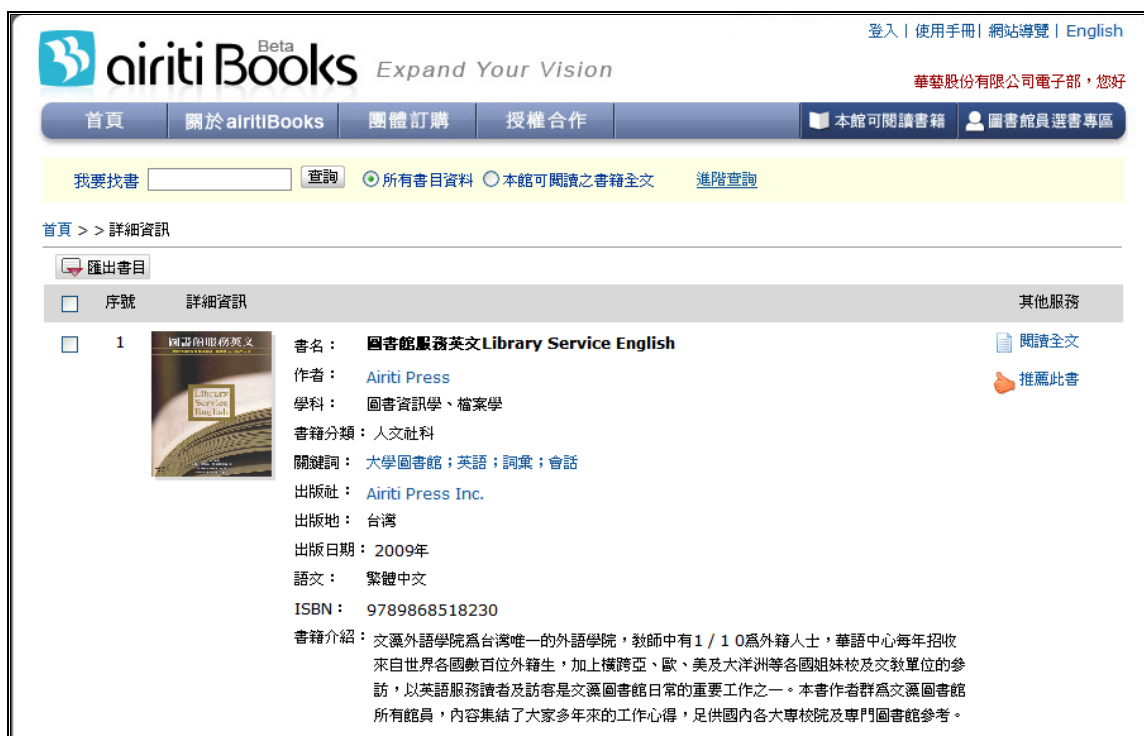 登入 | 使用手冊 | 網站導覽 | English
airiti Books Beta Expand Your Vision
華藝股份有限公司電子部，您好
首頁 關於airitiBooks 團體訂購 授權合作 本館可閱讀書籍 圖書館員選書專區
我要找書 查詢 所有書目資料 本館可閱讀之書籍全文 進階查詢
首頁 > > 詳細資訊
匯出書目
序號 詳細資訊 其他服務
1 圖書館服務英文 Library Service English
書名： 圖書館服務英文Library Service English 閱讀全文
作者： Airiti Press 推薦此書
學科： 圖書資訊學、檔案學
書籍分類： 人文社科
關鍵詞： 大學圖書館；英語；詞彙；會話
出版社： Airiti Press Inc.
出版地： 台灣
出版日期： 2009年
語文： 繁體中文
ISBN： 9789868518230
書籍介紹： 文藻外語學院為台灣唯一的外語學院，教師中有1 / 1 0為外籍人士，華語中心每年招收
來自世界各國數百位外籍生，加上橫跨亞、歐、美及大洋洲等各國姐妹校及文教單位的參
訪，以英語服務讀者及訪客是文藻圖書館日常的重要工作之一。本書作者群為文藻圖書館
所有館員，內容集結了大家多年來的工作心得，足供國內各大專校院及專門圖書館參考。